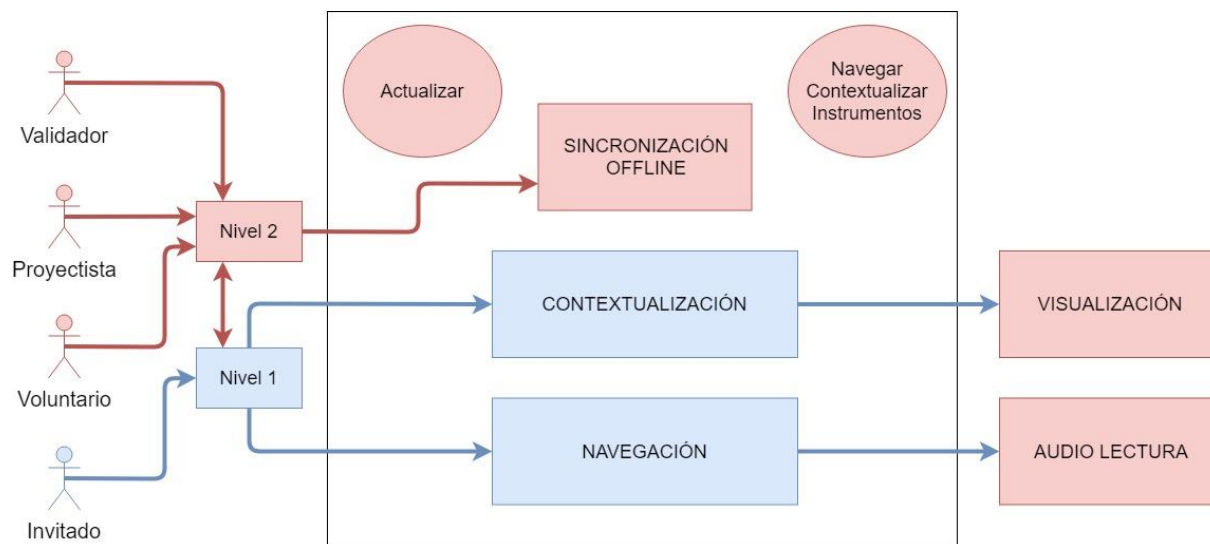 Validador
Proyectista
Voluntario
Invitado
Nivel 2
Nivel 1
Actualizar
Navegar
Contextualizar
Instrumentos
SINCRONIZACIÓN
OFFLINE
CONTEXTUALIZACIÓN
NAVEGACIÓN
VISUALIZACIÓN
AUDIO LECTURA